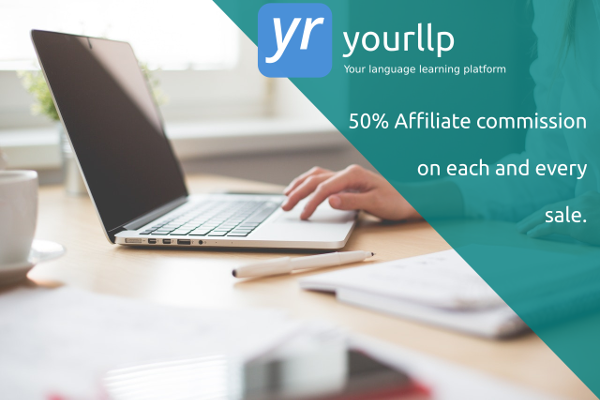 yr
yourllp
Your language learning platform
50% Affiliate commission
on each and every
sale.